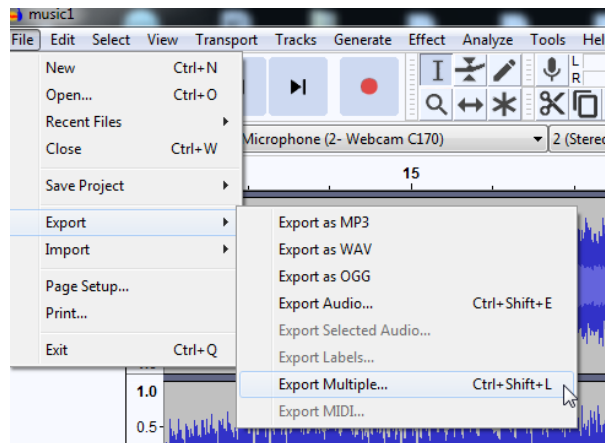 music1
File Edit Select View Transport Tracks Generate Effect Analyze Tools Hel
New Ctrl+N
Open... Ctrl+O
Recent Files
Close Ctrl+W
Save Project
Export
Import
Page Setup...
Print...
Exit Ctrl+Q
L
R
Microphone (2- Webcam C170) 2 (Stereo
15
Export as MP3
Export as WAV
Export as OGG
Export Audio... Ctrl+Shift+E
Export Selected Audio...
Export Labels...
Export Multiple... Ctrl+Shift+L
Export MIDI...
1.0
0.5